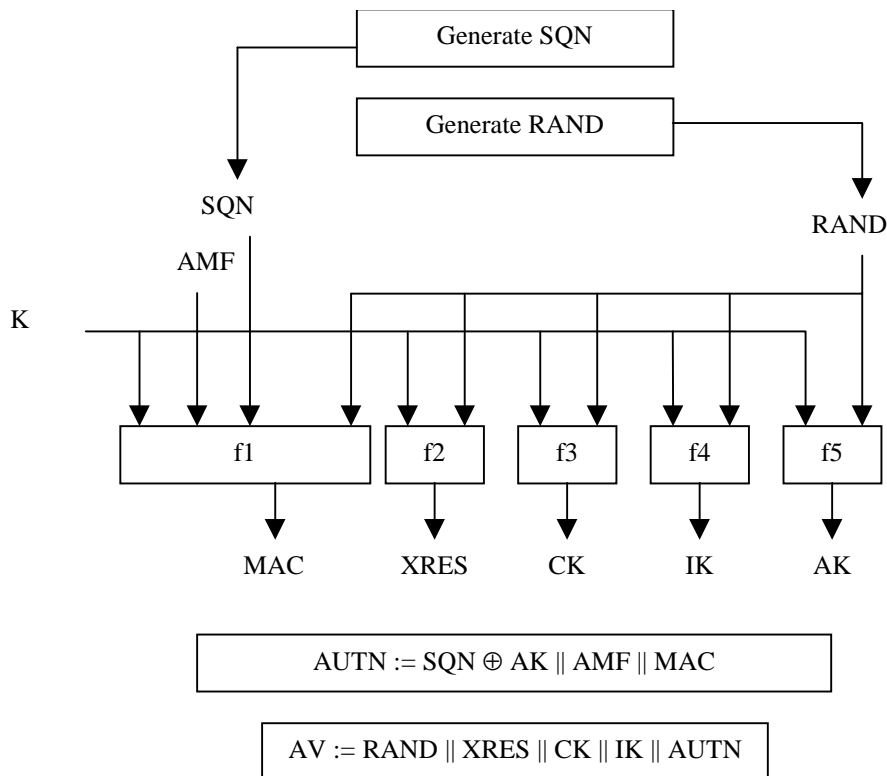 Generate SQN
Generate RAND
SQN
RAND
AMF
K
f1 f2 f3 f4 f5
MAC XRES CK IK AK
AUTN := SQN ⊕ AK || AMF || MAC
AV := RAND || XRES || CK || IK || AUTN